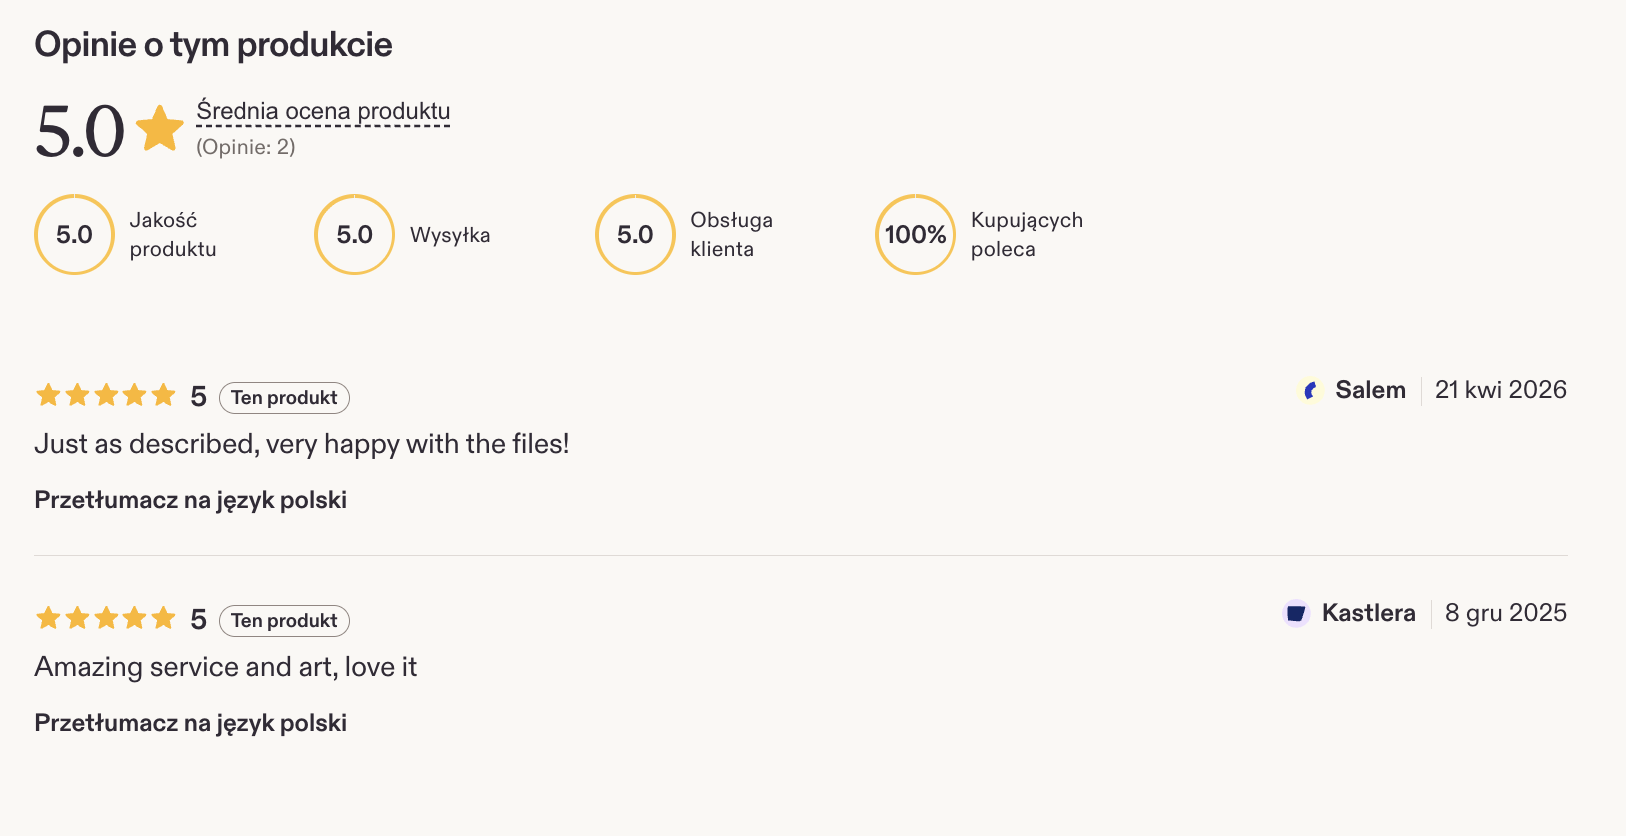 Opinie o tym produkcie
5.0
Średnia ocena produktu
(Opinie: 2)
5.0
Jakość
produktu
5.0
Wysyłka
5.0
Obsługa
klienta
100%
Kupujących
poleca
5 Ten produkt
Salem 21 kwi 2026
Just as described, very happy with the files!
Przetłumacz na język polski
5 Ten produkt
Kastlera 8 gru 2025
Amazing service and art, love it
Przetłumacz na język polski